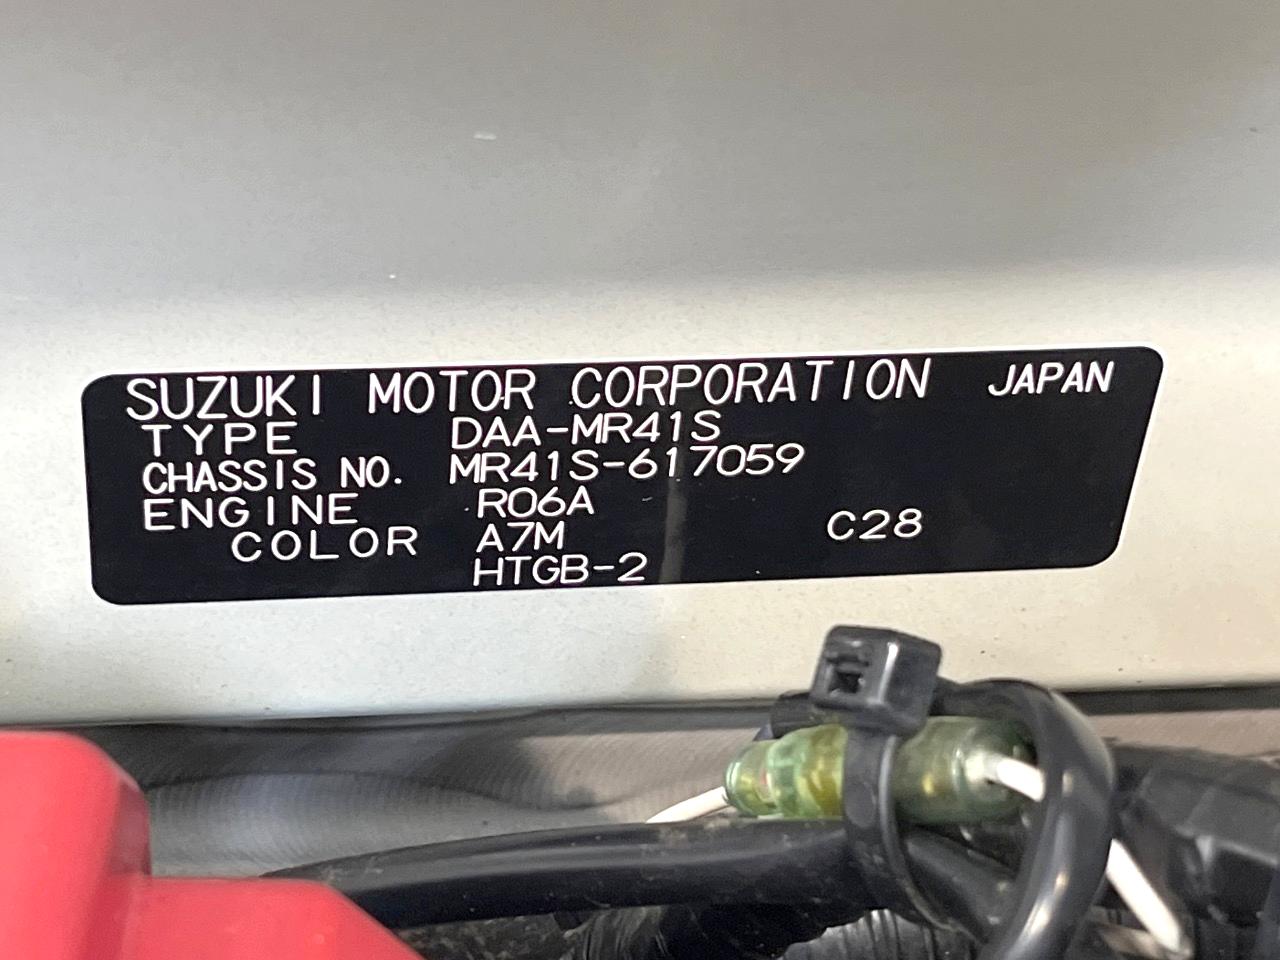 SUZUKI MOTOR CORPORATION JAPAN
TYPE DAA-MR41S
CHASSIS NO. MR41S-617059
ENGINE R06A
COLOR A7M C28
HTGB-2